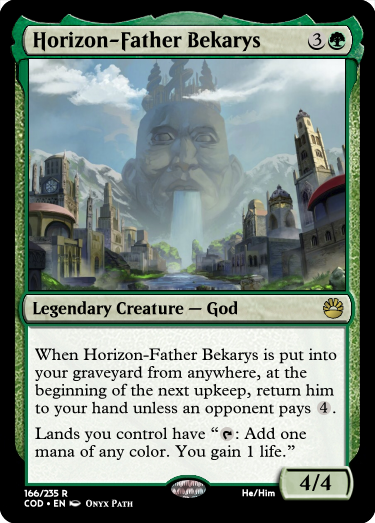 Horizon-Father Bekarys 3
Legendary Creature — God
When Horizon-Father Bekarys is put into
your graveyard from anywhere, at the
beginning of the next upkeep, return him
to your hand unless an opponent pays 4.
Lands you control have “: Add one
mana of any color. You gain 1 life.”
4/4
166/235 R
COD • EN Onyx Path
He/Him